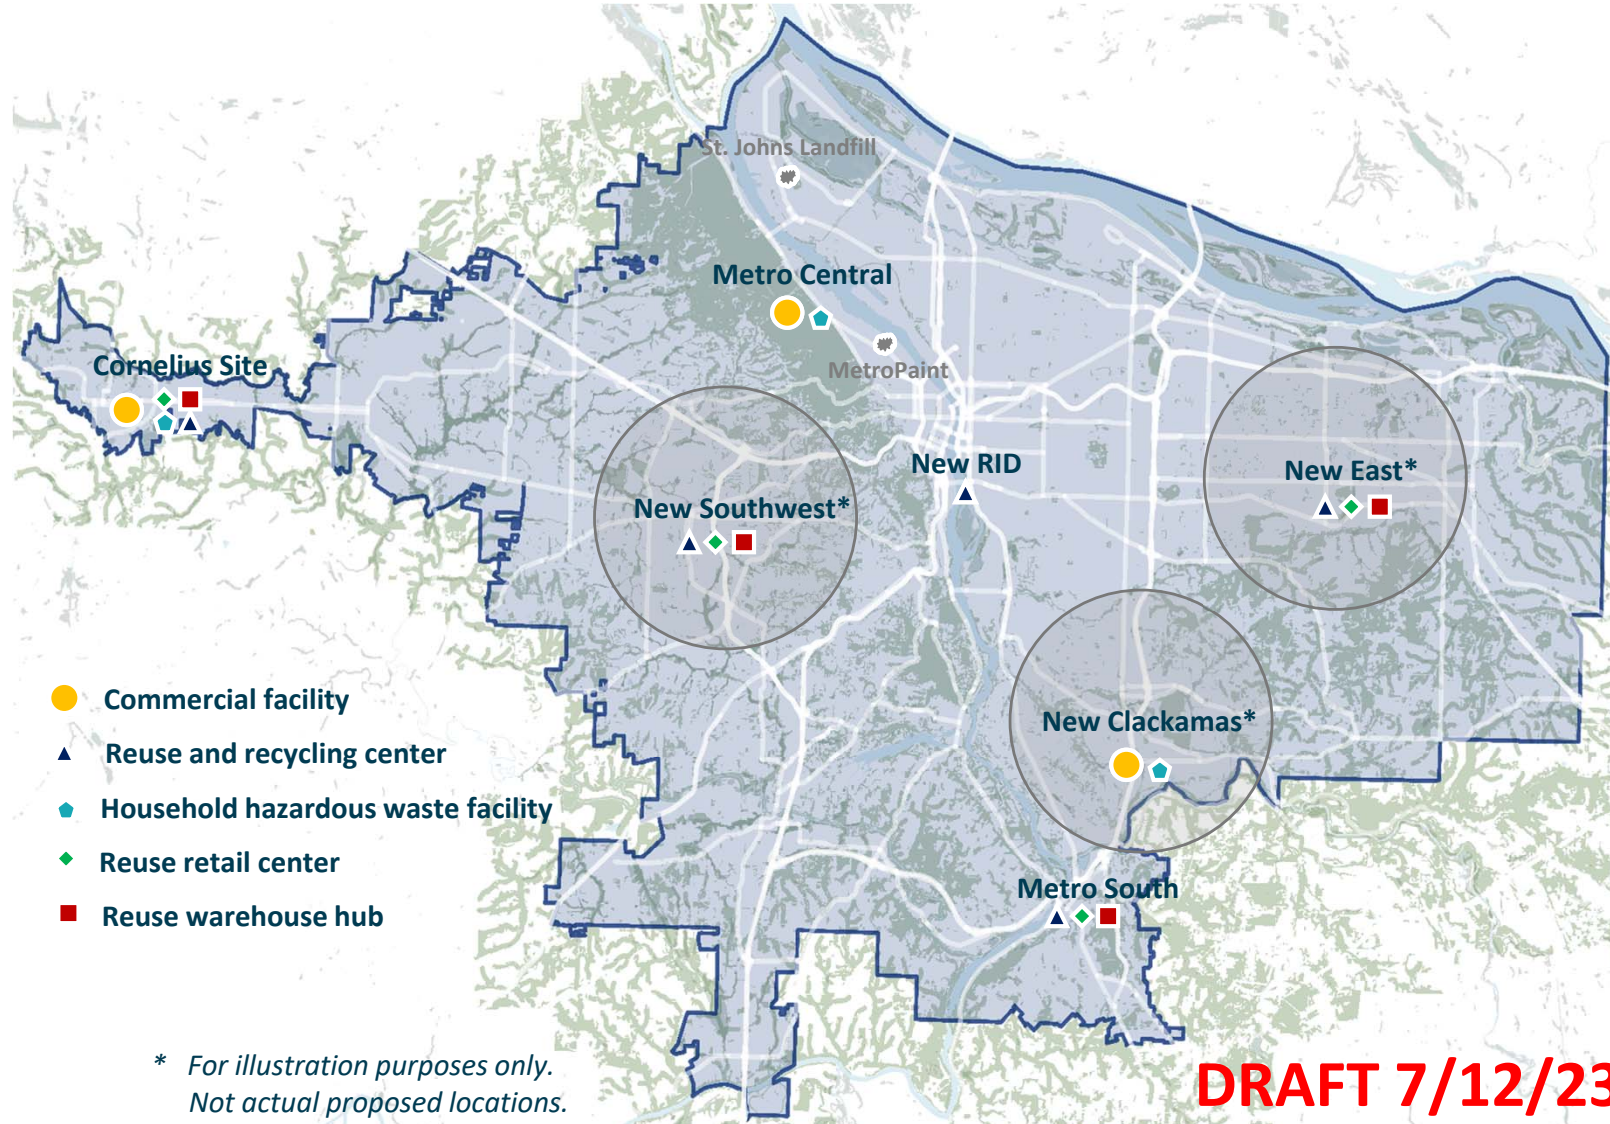 St. Johns Landfill
Metro Central
MetroPaint
Cornelius Site
New RID
New East*
New Southwest*
New Clackamas*
Metro South
Commercial facility
Reuse and recycling center
Household hazardous waste facility
Reuse retail center
Reuse warehouse hub
* For illustration purposes only.
Not actual proposed locations.
DRAFT 7/12/23